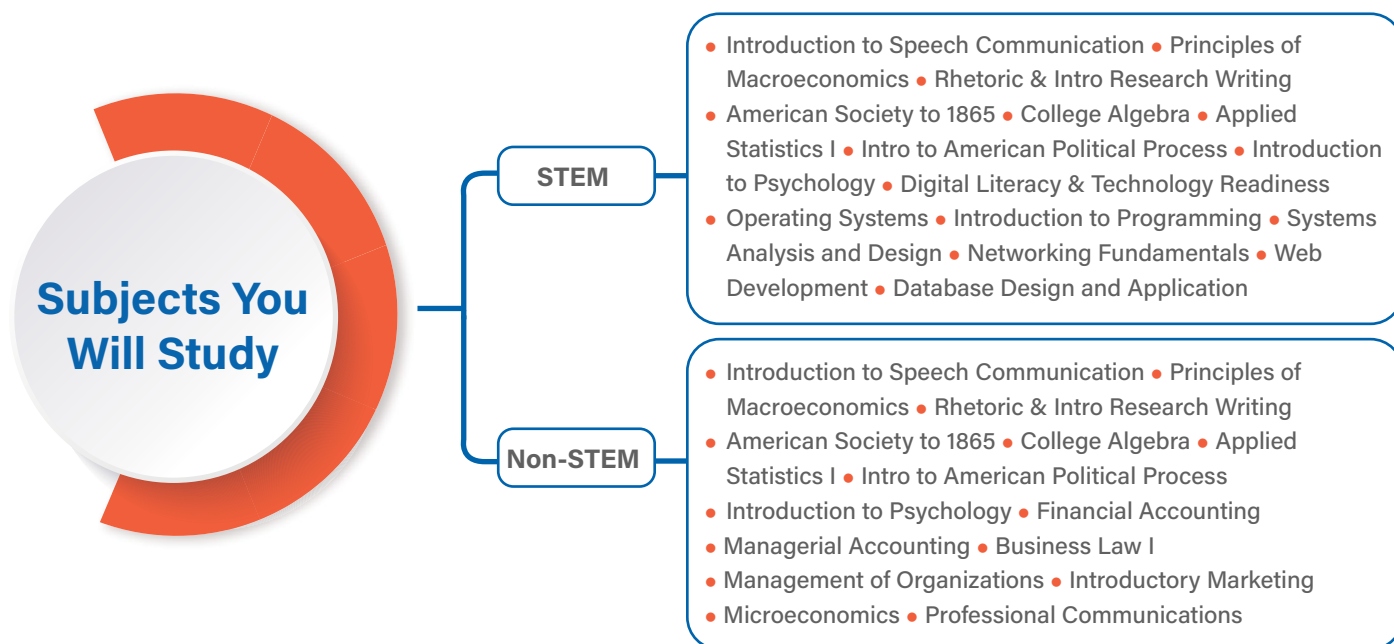 Subjects You
Will Study
STEM
• Introduction to Speech Communication • Principles of
Macroeconomics • Rhetoric & Intro Research Writing
• American Society to 1865 • College Algebra • Applied
Statistics I • Intro to American Political Process • Introduction
to Psychology • Digital Literacy & Technology Readiness
• Operating Systems • Introduction to Programming • Systems
Analysis and Design • Networking Fundamentals • Web
Development • Database Design and Application
Non-STEM
• Introduction to Speech Communication • Principles of
Macroeconomics • Rhetoric & Intro Research Writing
• American Society to 1865 • College Algebra • Applied
Statistics I • Intro to American Political Process
• Introduction to Psychology • Financial Accounting
• Managerial Accounting • Business Law I
• Management of Organizations • Introductory Marketing
• Microeconomics • Professional Communications